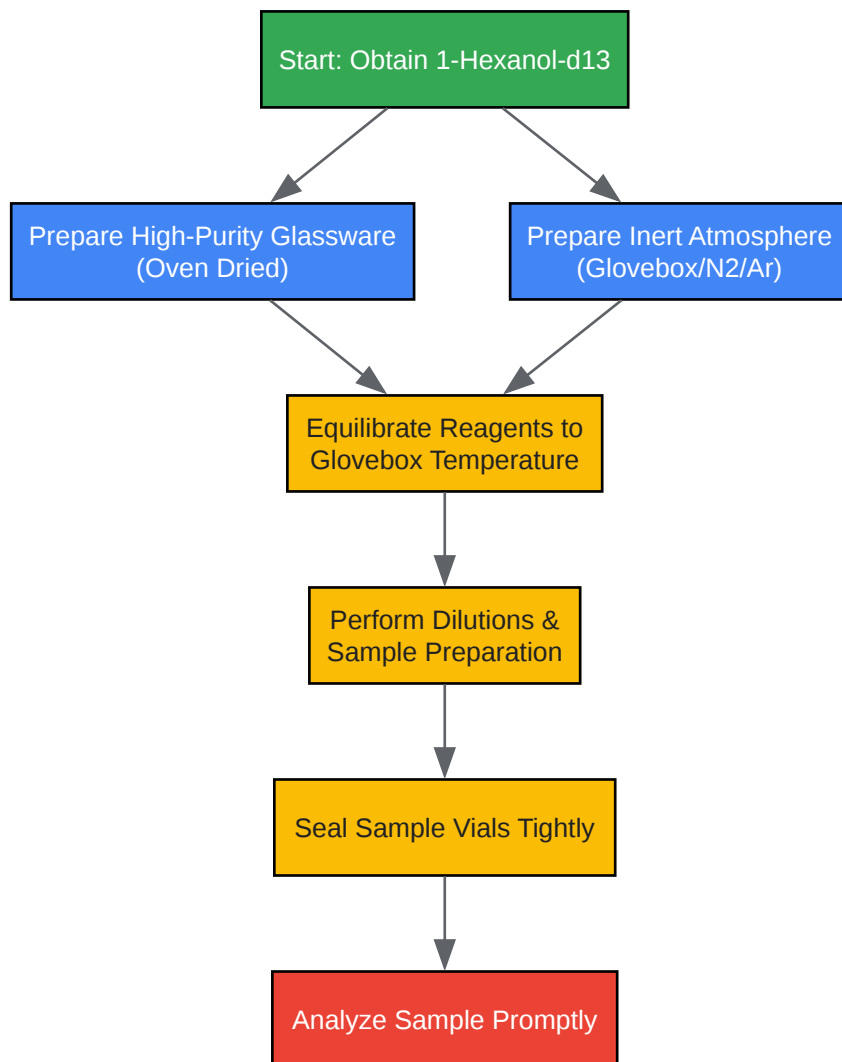 Start: Obtain 1-Hexanol-d13
Prepare High-Purity Glassware
(Oven Dried)
Prepare Inert Atmosphere
(Glovebox/N2/Ar)
Equilibrate Reagents to
Glovebox Temperature
Perform Dilutions &
Sample Preparation
Seal Sample Vials Tightly
Analyze Sample Promptly